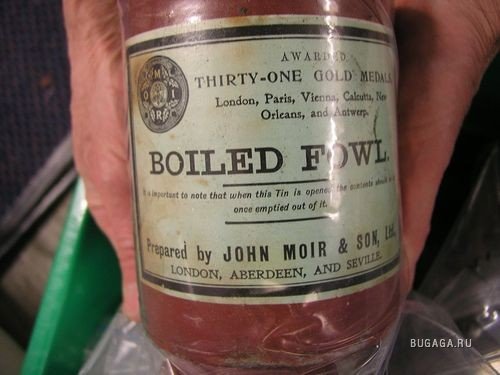 AWARDED
THIRTY-ONE GOLD MEDALS
London, Paris, Vienna, Calcutta, New
Orleans, and Antwerp.
BOILED FOWL.
It is important to note that when this Tin is opened the contents should be at
once emptied out of it.
Prepared by JOHN MOIR & SON, Ltd.
LONDON, ABERDEEN, AND SEVILLE.
BUGAGA.RU